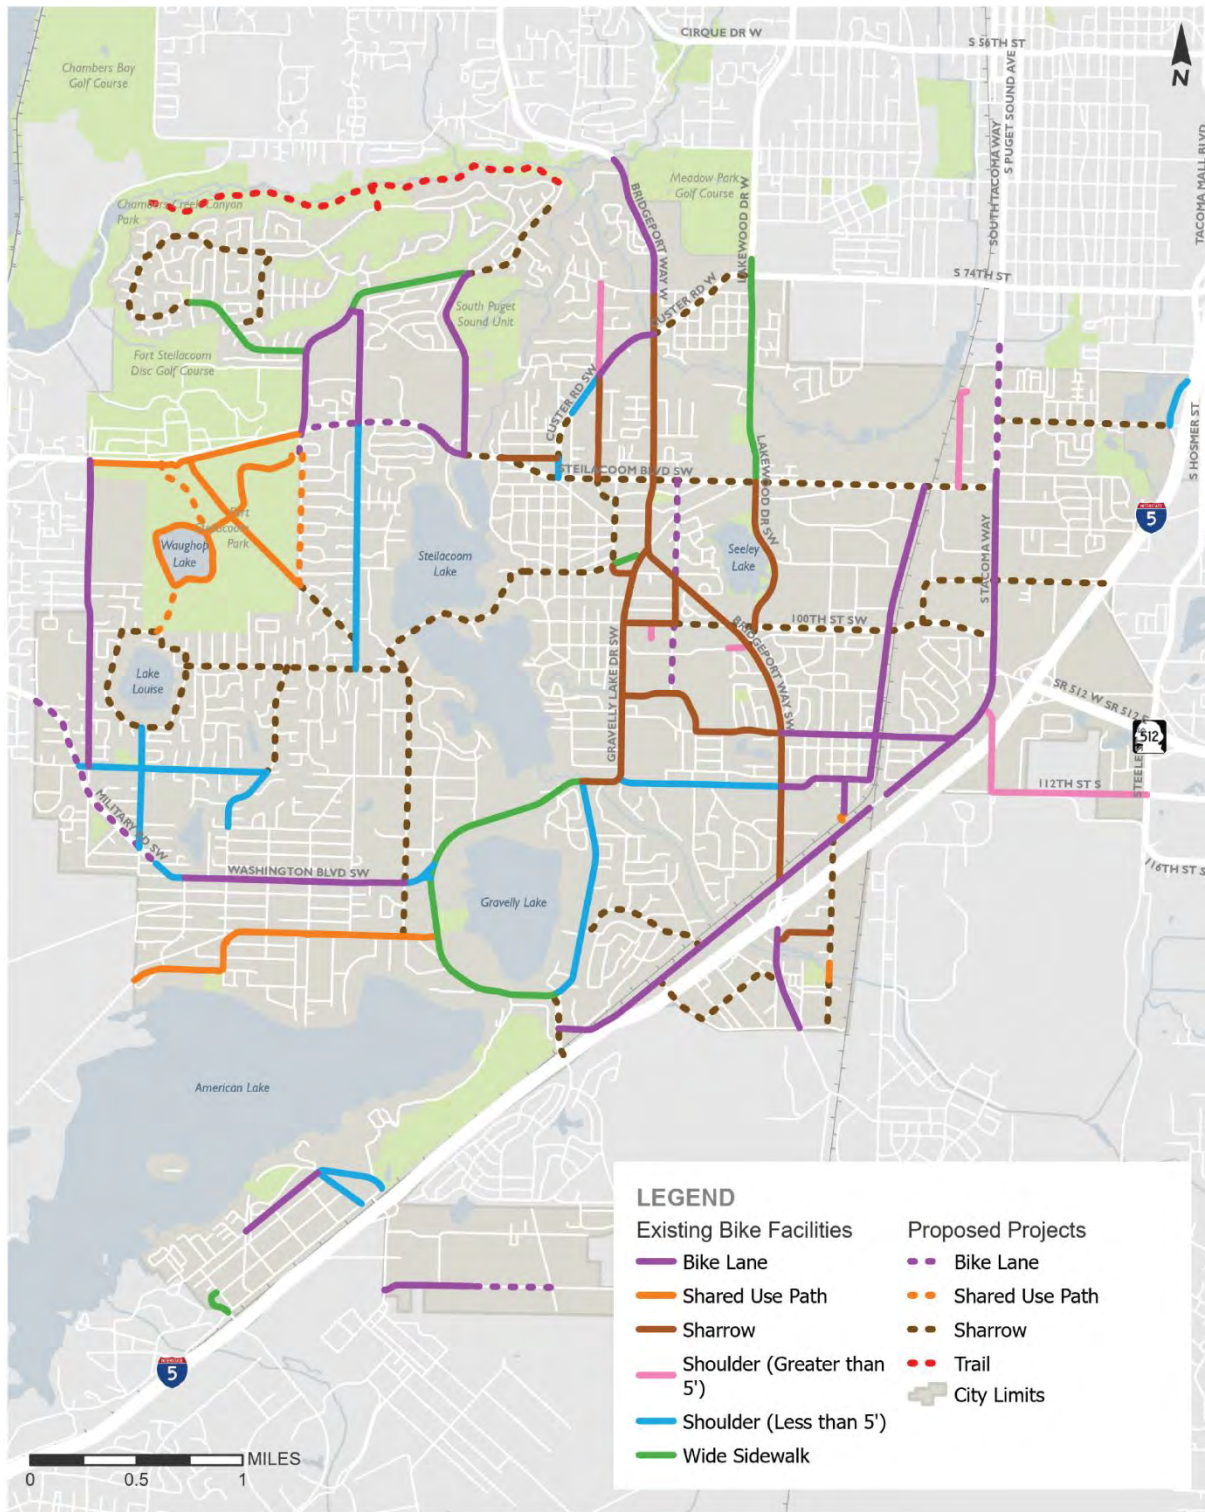 CIRQUE DR W
S 56TH ST
N
Chambers Bay
Golf Course
S PUGET SOUND AVE
SOUTH TACOMA WAY
TACOMA MALL BLVD
Meadow Park
Golf Course
Chambers Creek Canyon
Park
BRIDGEPORT WAY W
LAKEWOOD DR W
S 74TH ST
CUSTER RD W
South Puget
Sound Unit
Fort Steilacoom
Disc Golf Course
CUSTER RD SW
S HOSMER ST
STEILACOOM BLVD SW
LAKEWOOD DR SW
INTERSTATE
5
Fort
Steilacoom
Park
Waughop
Lake
Steilacoom
Lake
Seeley
Lake
S TACOMA WAY
100TH ST SW
BRIDGEPORT WAY SW
Lake
Louise
GRAVELLY LAKE DR SW
SR 512 W SR 512 E
512
STEELE
112TH ST S
MILITARY RD SW
116TH ST S
WASHINGTON BLVD SW
Gravelly Lake
American Lake
LEGEND
Existing Bike Facilities
Bike Lane
Shared Use Path
Sharrow
Shoulder (Greater than
5')
Shoulder (Less than 5')
Wide Sidewalk
Proposed Projects
Bike Lane
Shared Use Path
Sharrow
Trail
City Limits
INTERSTATE
5
MILES
0 0.5 1